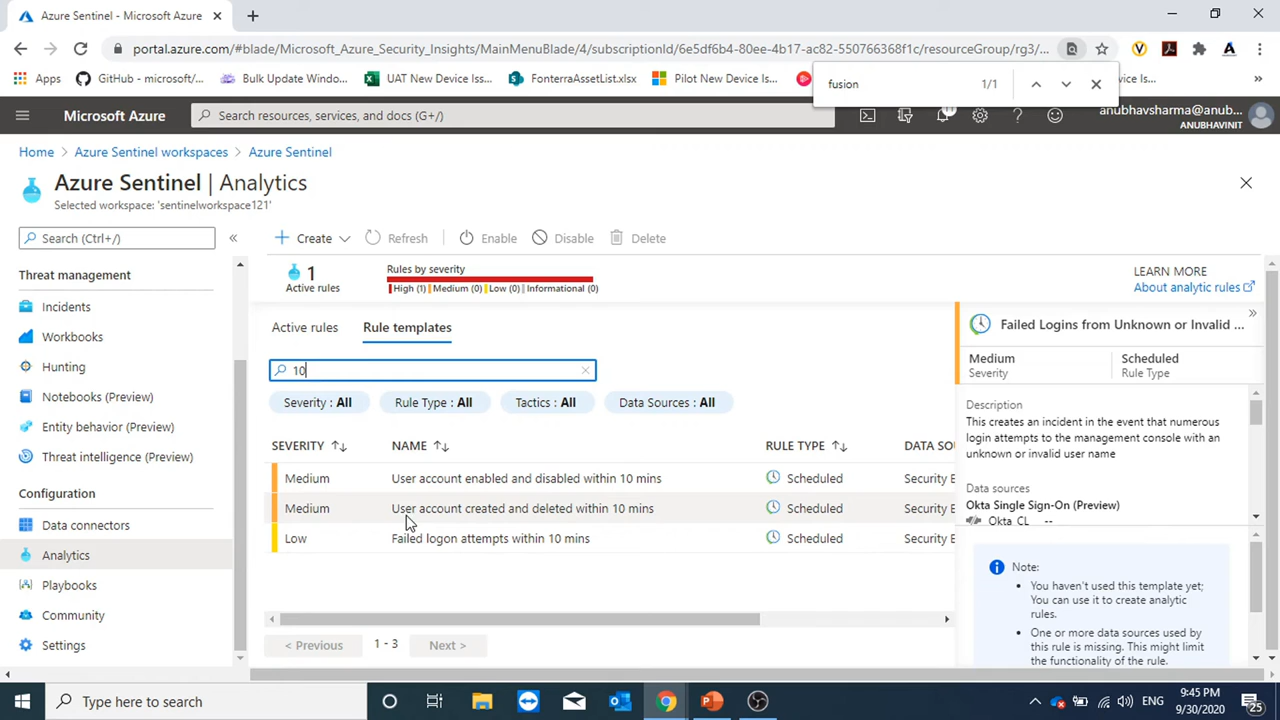 Azure Sentinel - Microsoft Azure
portal.azure.com/#blade/Microsoft_Azure_Security_Insights/MainMenuBlade/4/subscriptionId/6e5df6b4-80ee-4b17-ac82-550766368f1c/resourceGroup/rg3/...
Apps GitHub - microsoft/... Bulk Update Window... UAT New Device Iss... FonterraAssetList.xlsx Pilot New Device Iss... evice Iss...
fusion 1/1
Microsoft Azure Search resources, services, and docs (G+/) anubhavsharma@anub...
ANUBHAVINIT
Home > Azure Sentinel workspaces > Azure Sentinel
Azure Sentinel | Analytics
Selected workspace: 'sentinelworkspace121'
Search (Ctrl+/) «
Threat management
Incidents
Workbooks
Hunting
Notebooks (Preview)
Entity behavior (Preview)
Threat intelligence (Preview)
Configuration
Data connectors
Analytics
Playbooks
Community
Settings
+ Create Refresh Enable Disable Delete
1
Active rules
Rules by severity
High (1) Medium (0) Low (0) Informational (0)
LEARN MORE
About analytic rules
Active rules Rule templates
10
Severity : All Rule Type : All Tactics : All Data Sources : All
SEVERITY NAME RULE TYPE DATA SO
Medium User account enabled and disabled within 10 mins Scheduled Security E
Medium User account created and deleted within 10 mins Scheduled Security E
Low Failed logon attempts within 10 mins Scheduled Security E
< Previous 1 - 3 Next >
»
Failed Logins from Unknown or Invalid ...
Medium Scheduled
Severity Rule Type
Description
This creates an incident in the event that numerous
login attempts to the management console with an
unknown or invalid user name
Data sources
Okta Single Sign-On (Preview)
Okta_CL --
Note:
• You haven't used this template yet;
You can use it to create analytic
rules.
• One or more data sources used by
this rule is missing. This might limit
the functionality of the rule.
Type here to search
ENG
9:45 PM
9/30/2020
25